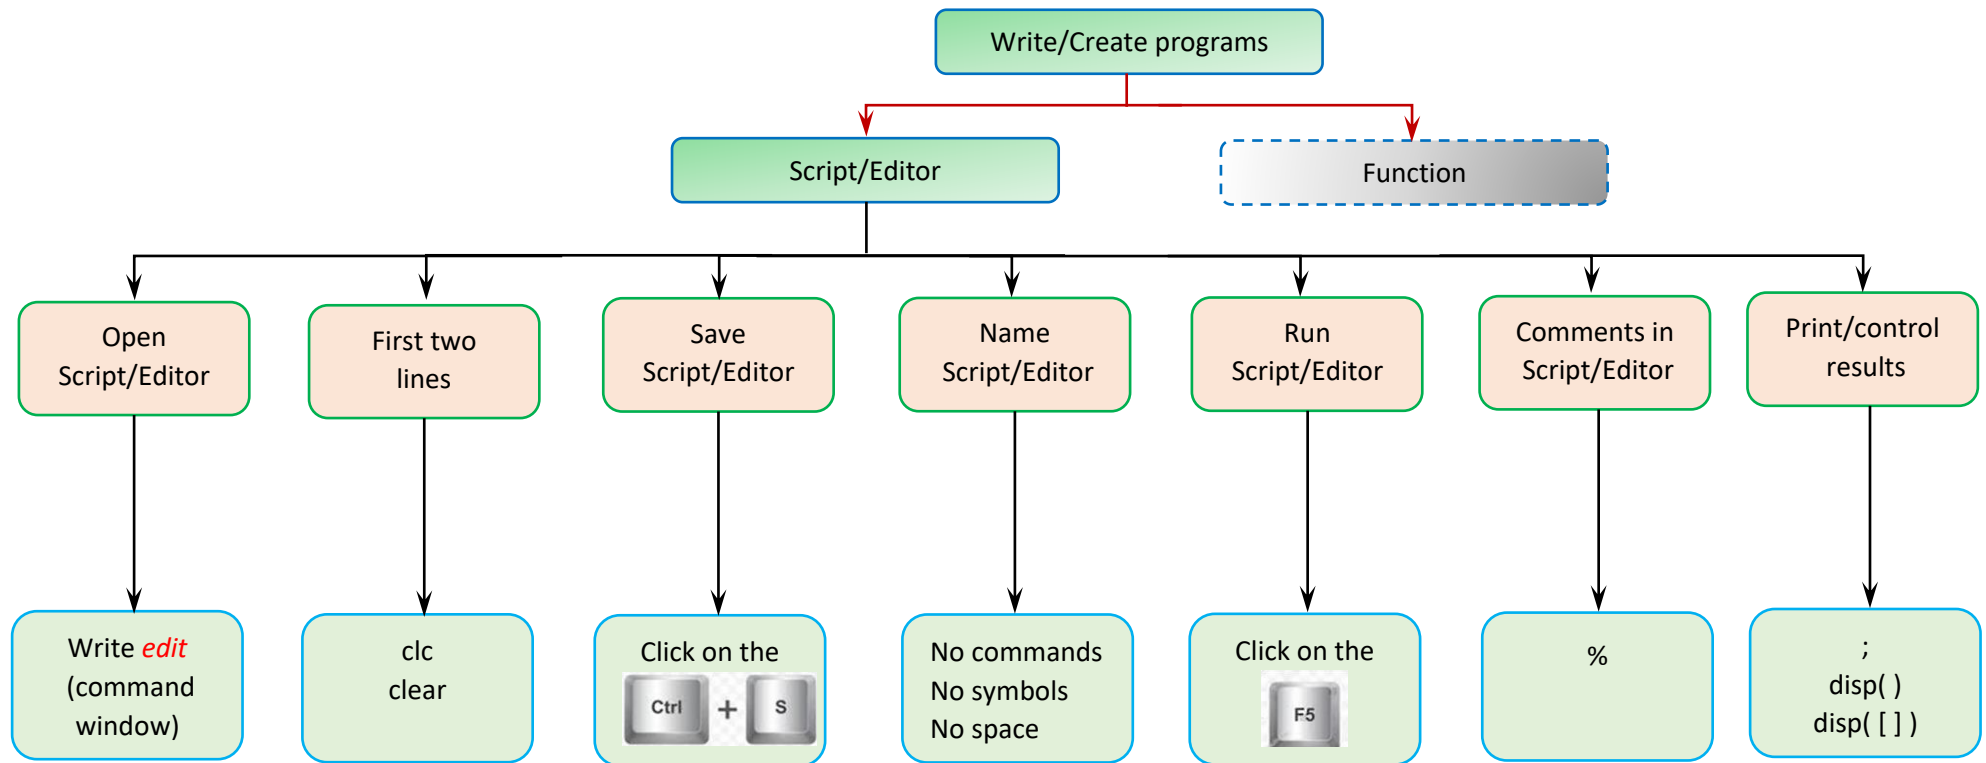 Write/Create programs
Script/Editor
Function
Open
Script/Editor
First two
lines
Save
Script/Editor
Name
Script/Editor
Run
Script/Editor
Comments in
Script/Editor
Print/control
results
Write edit
(command
window)
clc
clear
Click on the
Ctrl + S
No commands
No symbols
No space
Click on the
F5
%
;
disp( )
disp( [ ] )